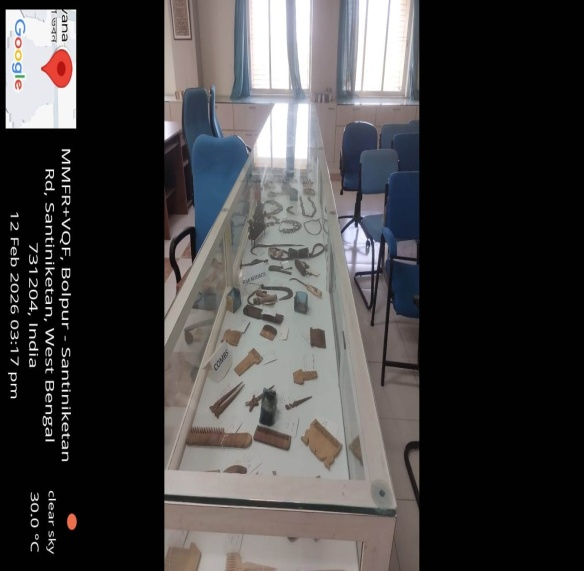 Google
MMFR+VQF, Bolpur - Santiniketan
Rd, Santiniketan, West Bengal
731204, India
12 Feb 2026 03:17 pm
clear sky
30.0 °C
COMBS